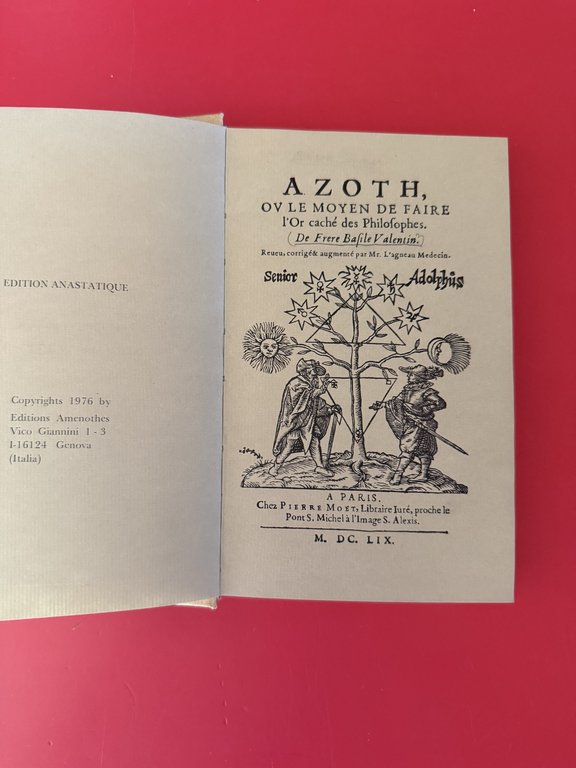 EDITION ANASTATIQUE
Copyrights 1976 by
Editions Amenothes
Vico Giannini 1 - 3
I-16124 Genova
(Italia)
AZOTH,
OV LE MOYEN DE FAIRE
l'Or caché des Philoſophes.
De Frere Baſile Valentin.
Reueu, corrigé & augmenté par Mr. L'agneau Medecin.
Senior Adolphus
A PARIS.
Chez PIERRE MOET, Libraire Iuré, proche le
Pont S. Michel à l'Image S. Alexis.
M. DC. LIX.